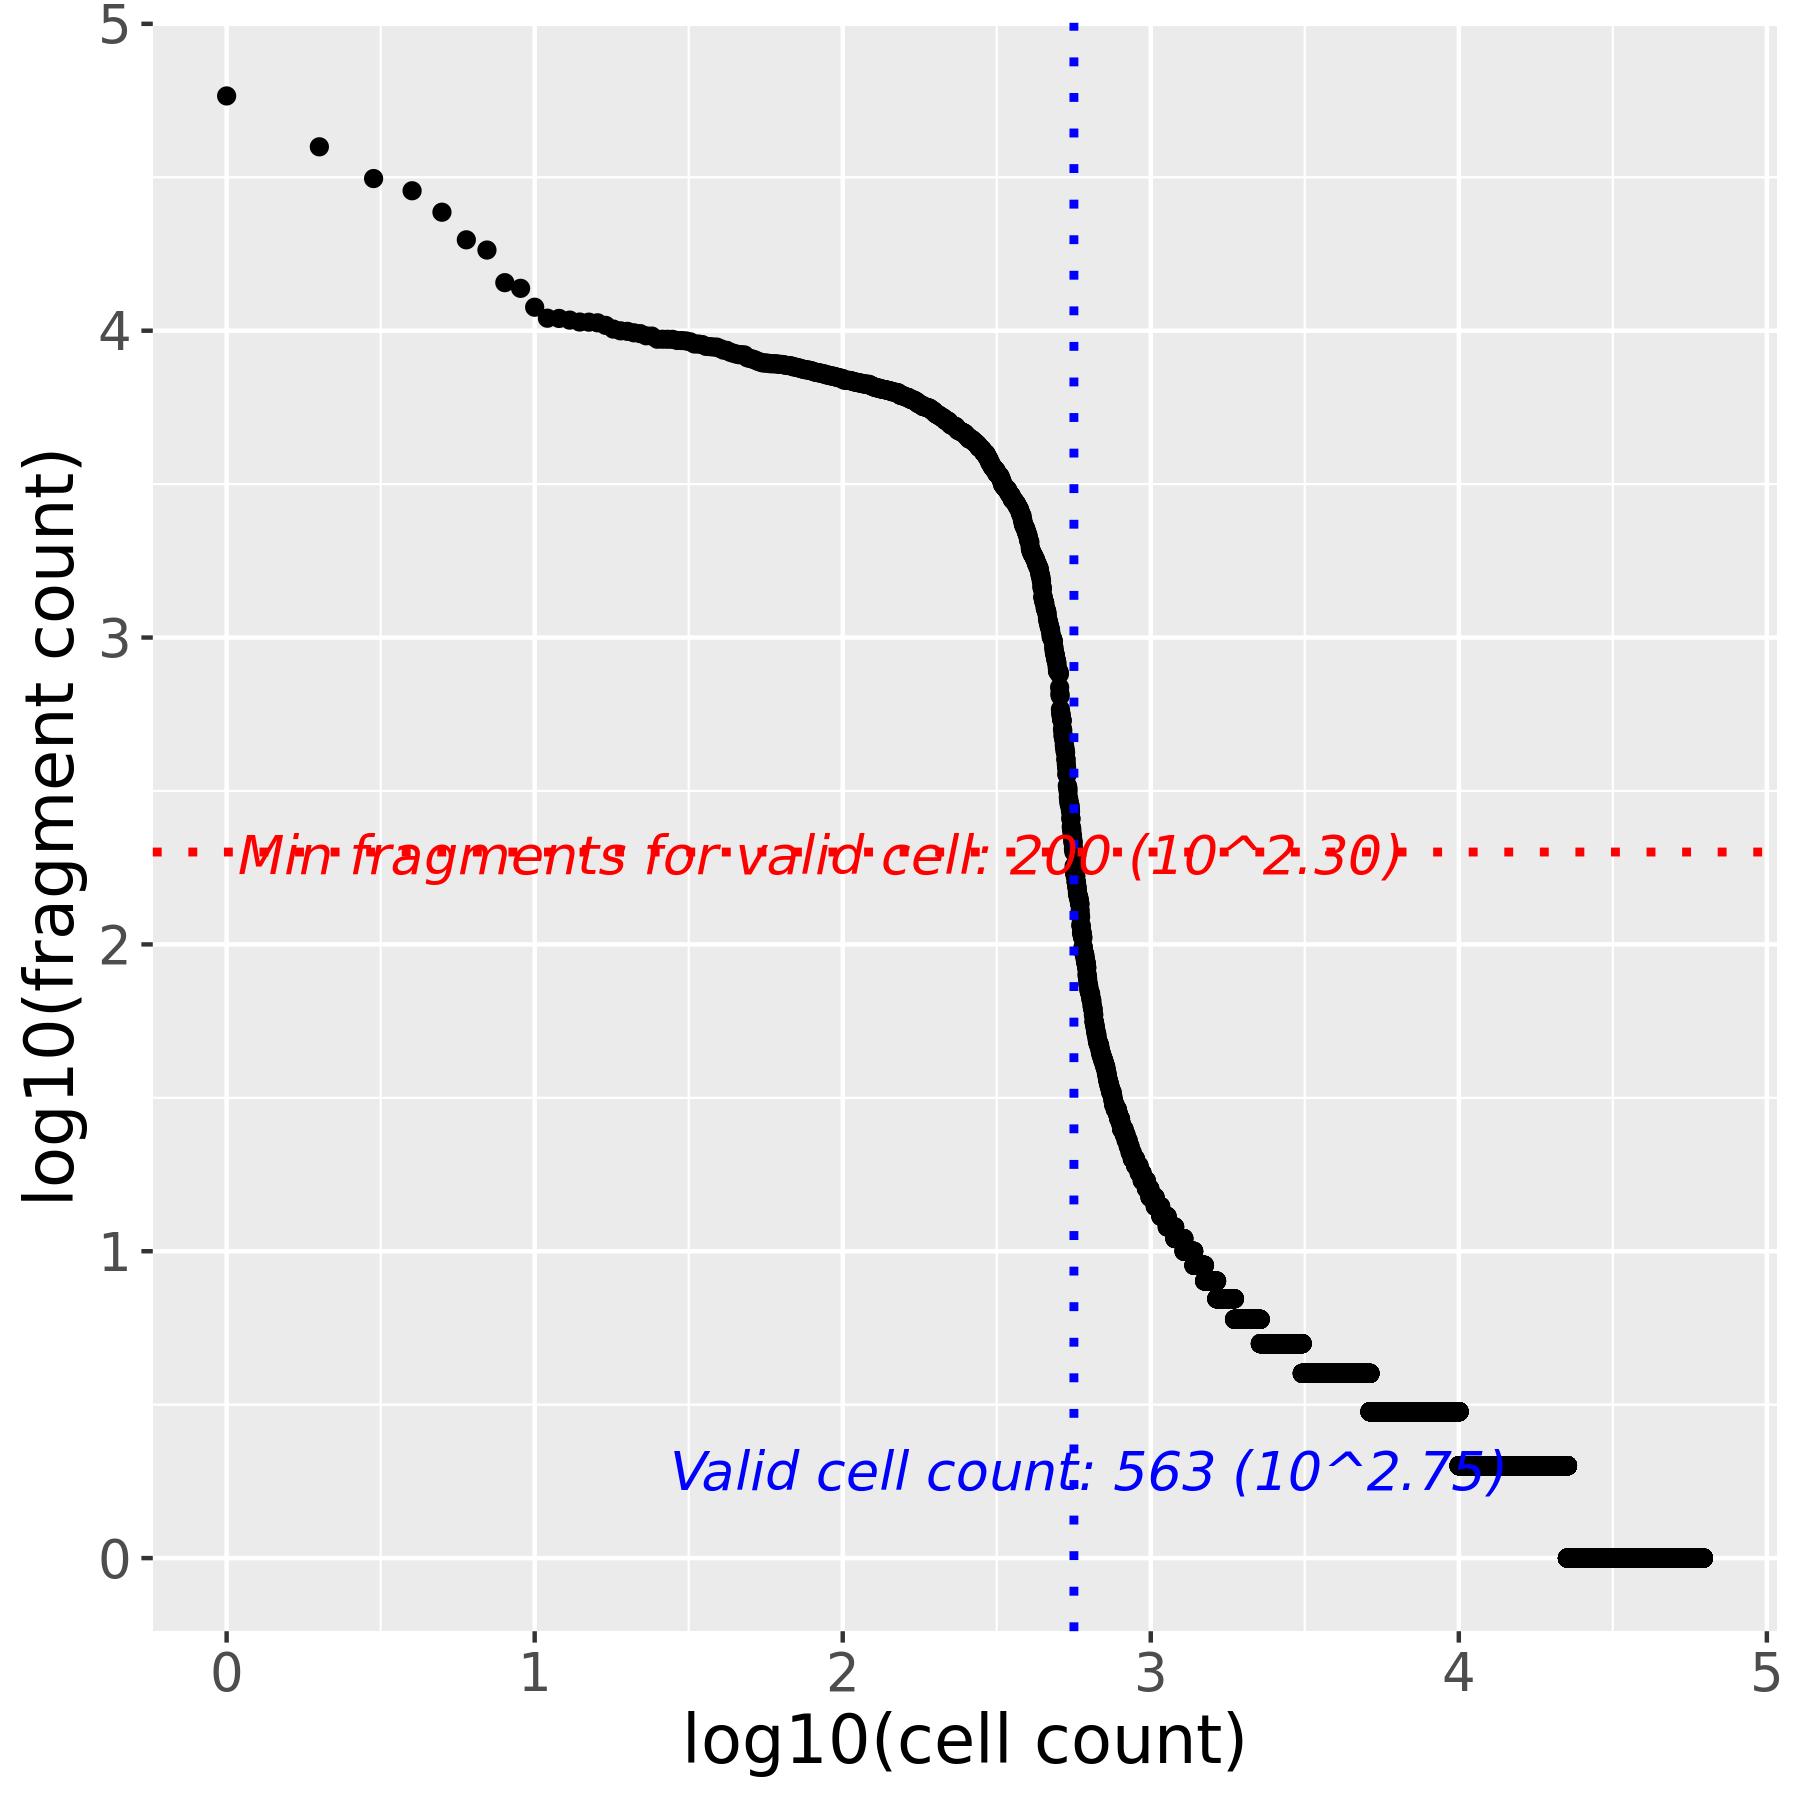 5
4
3
2
1
0
log10(fragment count)
Min fragments for valid cell: 200 (10^2.30)
Valid cell count: 563 (10^2.75)
0 1 2 3 4 5
log10(cell count)